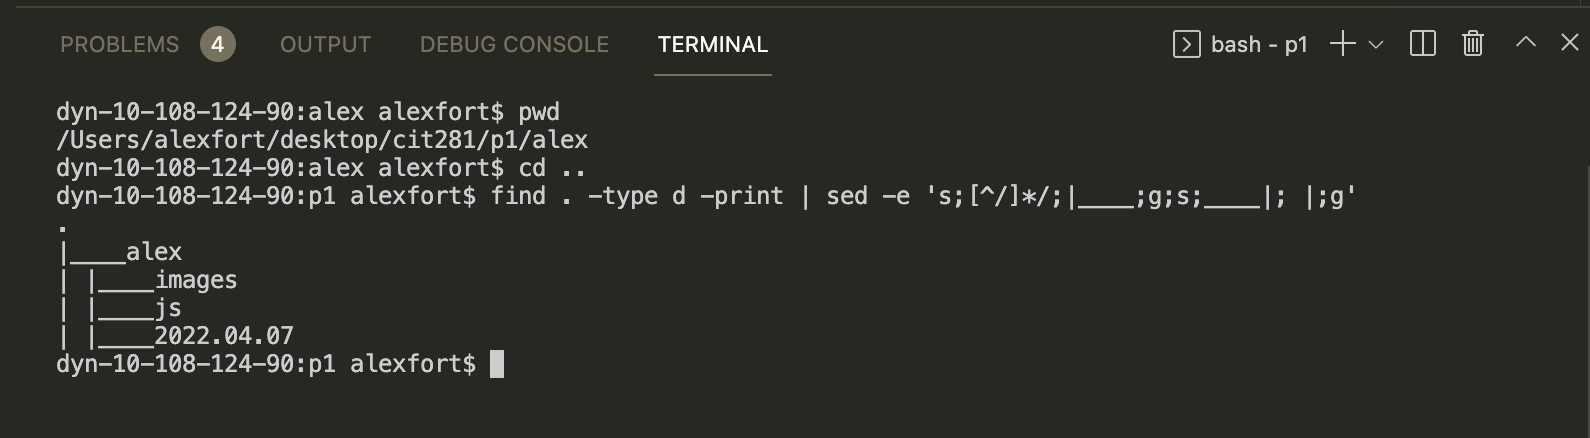 PROBLEMS 4 OUTPUT DEBUG CONSOLE TERMINAL bash - p1
dyn-10-108-124-90:alex alexfort$ pwd
/Users/alexfort/desktop/cit281/p1/alex
dyn-10-108-124-90:alex alexfort$ cd ..
dyn-10-108-124-90:p1 alexfort$ find . -type d -print | sed -e 's;[^/]*/;|____;g;s;____|; |;g'
.
|____alex
| |____images
| |____js
| |____2022.04.07
dyn-10-108-124-90:p1 alexfort$